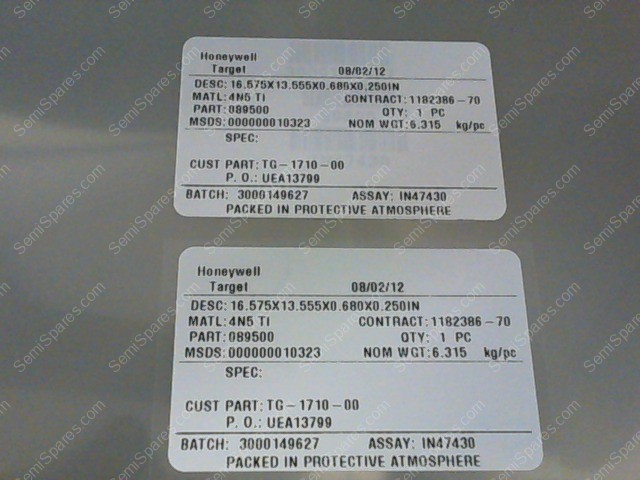 Honeywell
Target 08/02/12
DESC: 16.575X13.555X0.680X0.250IN
MATL: 4N5 TI CONTRACT: 1182386-70
PART: 089500 QTY: 1 PC
MSDS: 000000010323 NOM WGT: 6.315 kg/pc
SPEC:
CUST PART: TG-1710-00
P. O.: UEA13799
BATCH: 3000149627 ASSAY: IN47430
PACKED IN PROTECTIVE ATMOSPHERE
Honeywell
Target 08/02/12
DESC: 16.575X13.555X0.680X0.250IN
MATL: 4N5 TI CONTRACT: 1182386-70
PART: 089500 QTY: 1 PC
MSDS: 000000010323 NOM WGT: 6.315 kg/pc
SPEC:
CUST PART: TG-1710-00
P. O.: UEA13799
BATCH: 3000149627 ASSAY: IN47430
PACKED IN PROTECTIVE ATMOSPHERE
SemiSpares.com